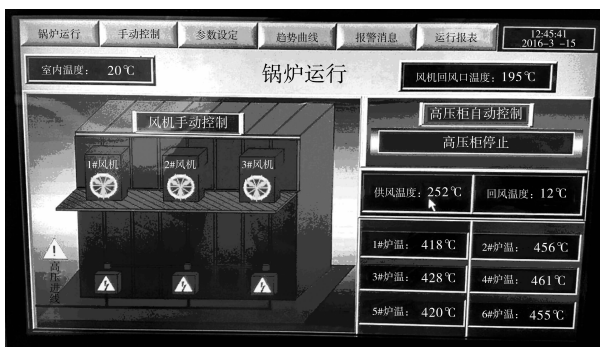 锅炉运行 手动控制 参数设定 趋势曲线 报警消息 运行报表 12:45:41
2016-3 -15
室内温度： 20℃ 锅炉运行 风机回风口温度：195℃
风机手动控制
高压柜自动控制
高压柜停止
1#风机 2#风机 3#风机
供风温度：252℃ 回风温度：12℃
高压进线
1#炉温： 418℃ 2#炉温： 456℃
3#炉温： 428℃ 4#炉温： 461℃
5#炉温： 420℃ 6#炉温： 455℃